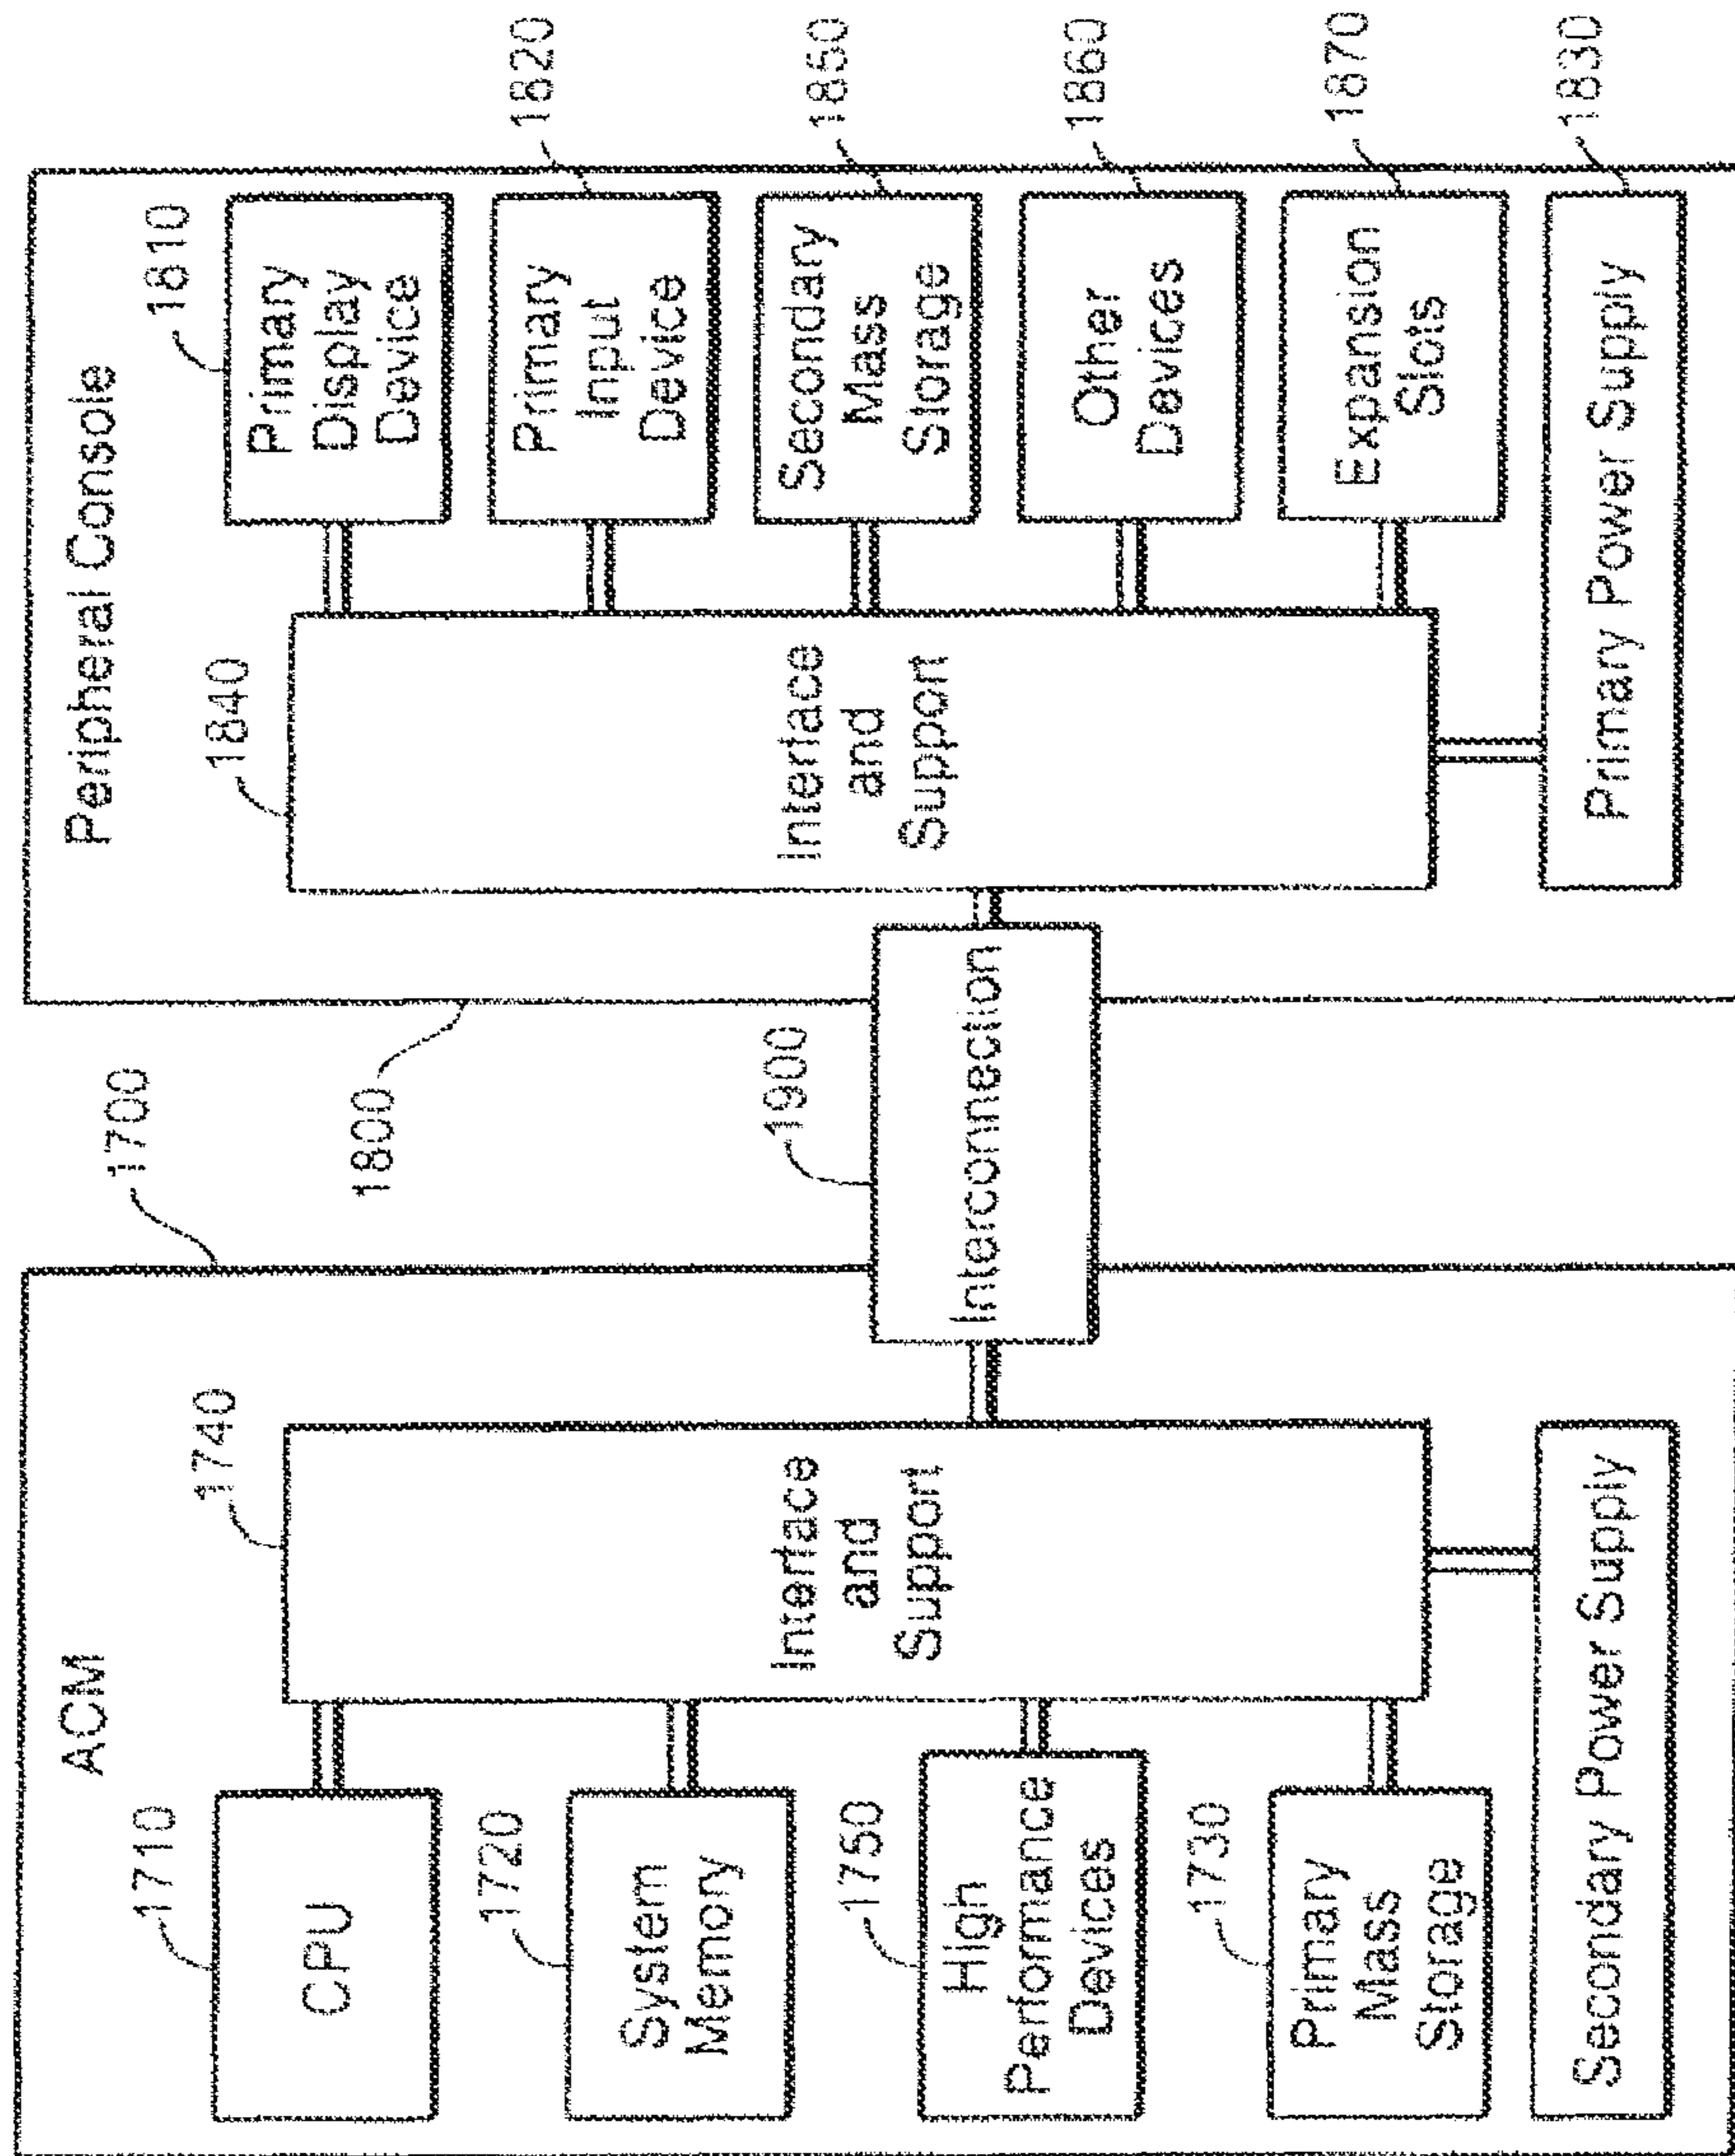 ACM
1700
1710
CPU
1720
System
Memory
1750
High
Performance
Devices
1730
Primary
Mass
Storage
1740
Interface
and
Support
Secondary Power Supply
1900
Interconnection
Peripheral Console
1800
1840
Interface
and
Support
1810
Primary
Display
Device
1820
Primary
Input
Device
1850
Secondary
Mass
Storage
1860
Other
Devices
1870
Expansion
Slots
1830
Primary Power Supply